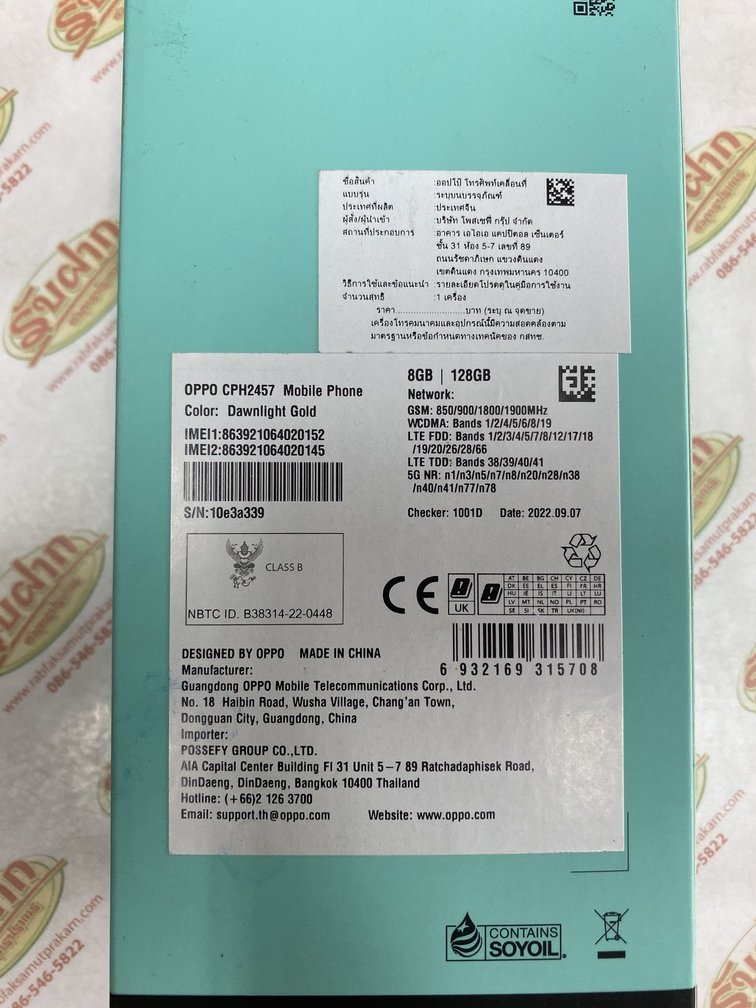 ชื่อสินค้า :ออปโป้ โทรศัพท์เคลื่อนที่
แบบรุ่น :ระบุบนบรรจุภัณฑ์
ประเทศที่ผลิต :ประเทศจีน
ผู้สั่ง/ผู้นำเข้า :บริษัท โพสเซฟี่ กรุ๊ป จำกัด
สถานที่ประกอบการ :อาคาร เอไอเอ แคปปิตอล เซ็นเตอร์
ชั้น 31 ห้อง 5-7 เลขที่ 89
ถนนรัชดาภิเษก แขวงดินแดง
เขตดินแดง กรุงเทพมหานคร 10400
วิธีการใช้และข้อแนะนำ :รายละเอียดโปรดดูในคู่มือการใช้งาน
จำนวนสุทธิ :1 เครื่อง
ราคา..........................บาท (ระบุ ณ จุดขาย)
เครื่องโทรคมนาคมและอุปกรณ์นี้มีความสอดคล้องตาม
มาตรฐานหรือข้อกำหนดทางเทคนิคของ กสทช.
OPPO CPH2457 Mobile Phone
Color: Dawnlight Gold
IMEI1:863921064020152
IMEI2:863921064020145
S/N:10e3a339
8GB | 128GB
Network:
GSM: 850/900/1800/1900MHz
WCDMA: Bands 1/2/4/5/6/8/19
LTE FDD: Bands 1/2/3/4/5/7/8/12/17/18
/19/20/26/28/66
LTE TDD: Bands 38/39/40/41
5G NR: n1/n3/n5/n7/n8/n20/n28/n38
/n40/n41/n77/n78
Checker: 1001D Date: 2022.09.07
CLASS B
NBTC ID. B38314-22-0448
CE
UK
AT BE BG CH CY CZ DE
DK EE EL ES FI FR HR
HU IE IS IT LI LT LU
LV MT NL NO PL PT RO
SE SI SK TR UK(NI)
6 932169 315708
DESIGNED BY OPPO MADE IN CHINA
Manufacturer:
Guangdong OPPO Mobile Telecommunications Corp., Ltd.
No. 18 Haibin Road, Wusha Village, Chang'an Town,
Dongguan City, Guangdong, China
Importer:
POSSEFY GROUP CO.,LTD.
AIA Capital Center Building Fl 31 Unit 5–7 89 Ratchadaphisek Road,
DinDaeng, DinDaeng, Bangkok 10400 Thailand
Hotline: (+66)2 126 3700
Email: support.th@oppo.com Website: www.oppo.com
CONTAINS
SOYOIL
รับฝาก
www.rabfaksamutprakarn.com
086-546-5822